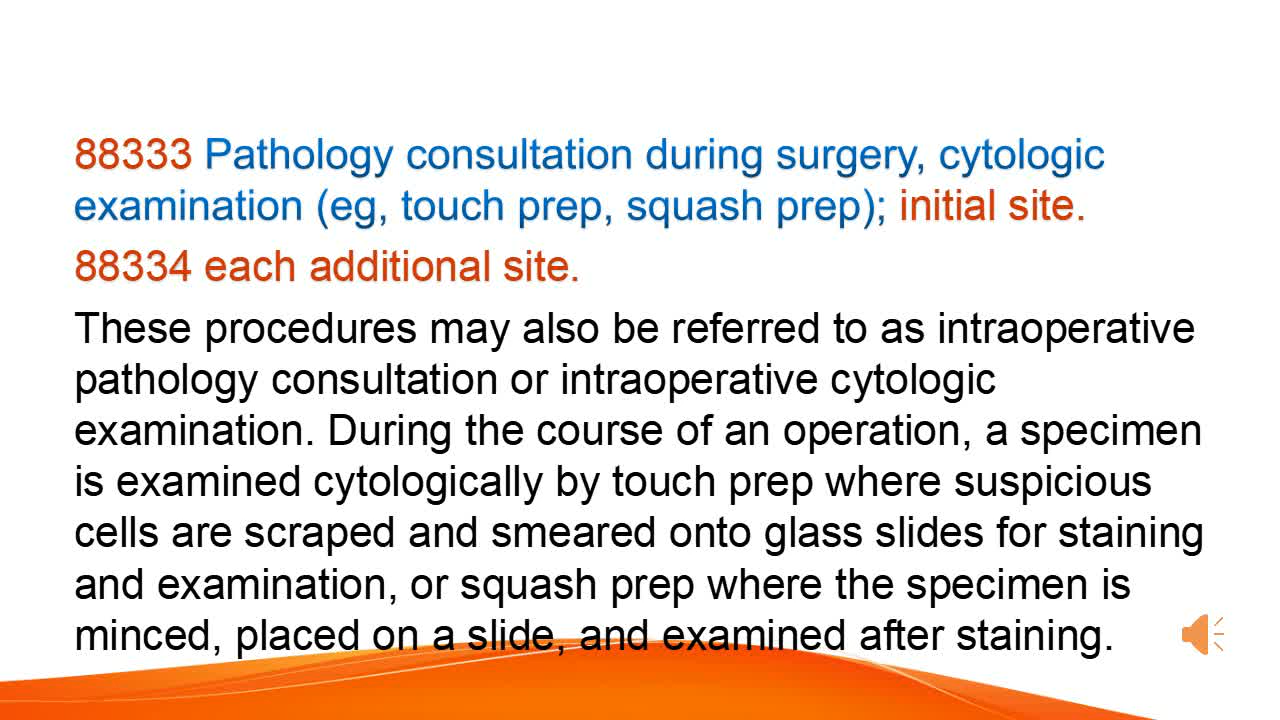 88333 Pathology consultation during surgery, cytologic
examination (eg, touch prep, squash prep); initial site.
88334 each additional site.
These procedures may also be referred to as intraoperative
pathology consultation or intraoperative cytologic
examination. During the course of an operation, a specimen
is examined cytologically by touch prep where suspicious
cells are scraped and smeared onto glass slides for staining
and examination, or squash prep where the specimen is
minced, placed on a slide, and examined after staining.